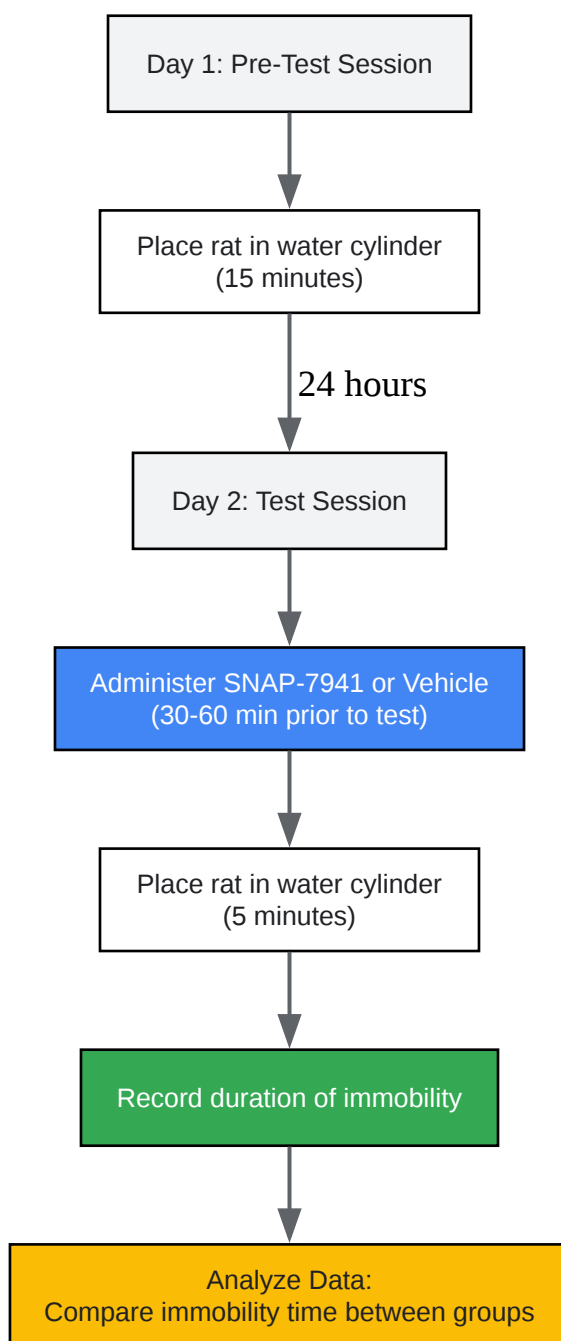 Day 1: Pre-Test Session
Place rat in water cylinder
(15 minutes)
24 hours
Day 2: Test Session
Administer SNAP-7941 or Vehicle
(30-60 min prior to test)
Place rat in water cylinder
(5 minutes)
Record duration of immobility
Analyze Data:
Compare immobility time between groups